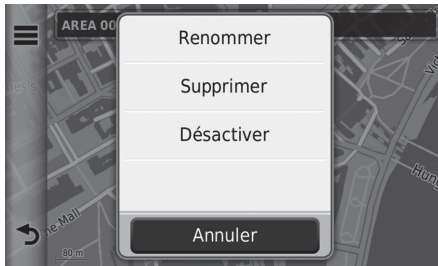 AREA 00
Renommer
Supprimer
Désactiver
Annuler
80 m